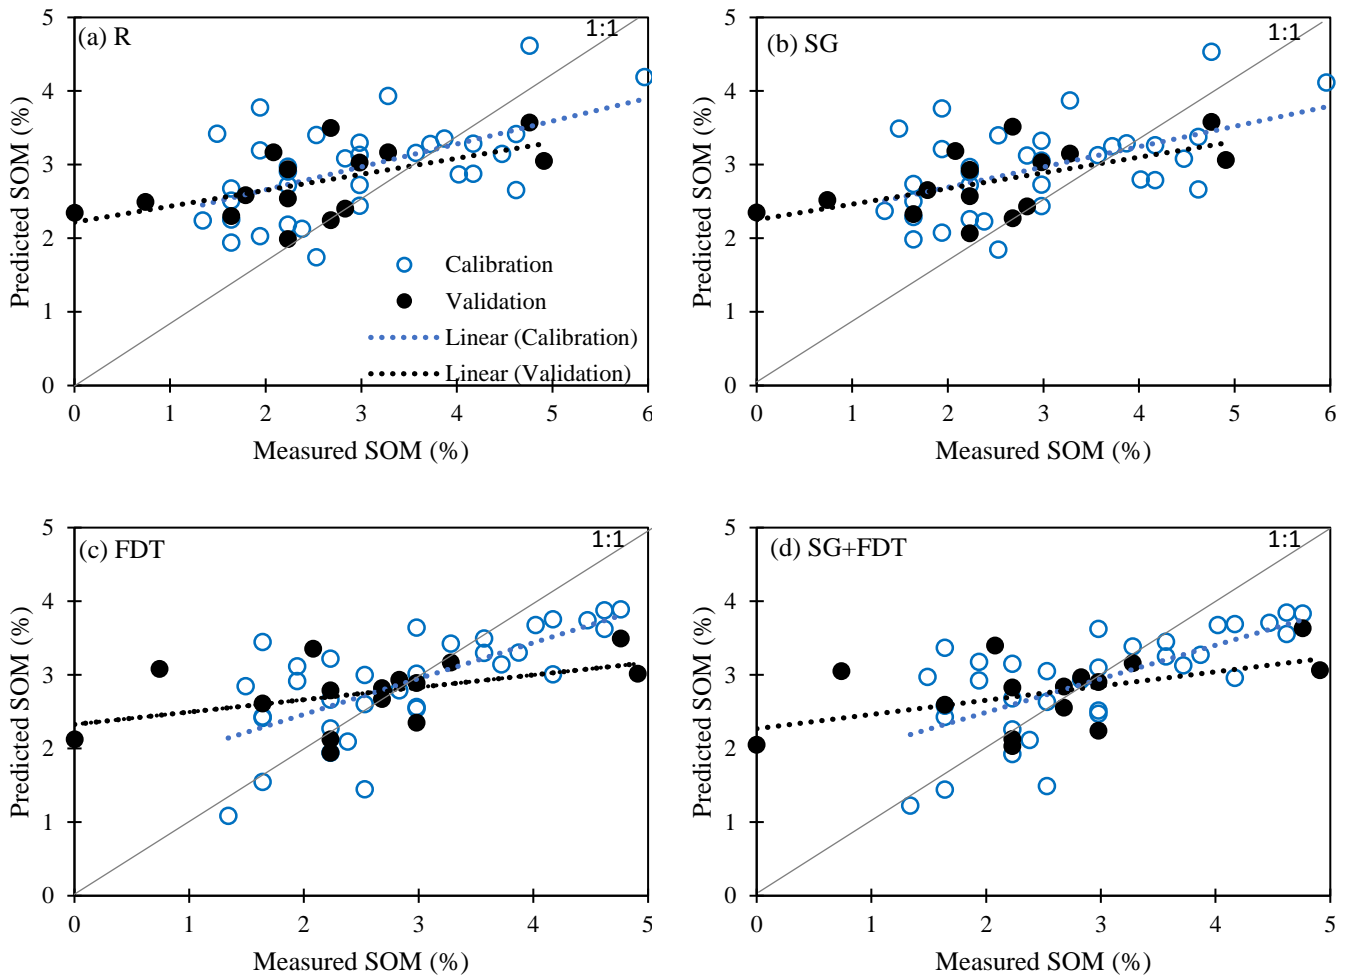 (a) R
1:1
Predicted SOM (%)
5
4
3
2
1
0
Calibration
Validation
Linear (Calibration)
Linear (Validation)
0 1 2 3 4 5 6
Measured SOM (%)
(b) SG
1:1
Predicted SOM (%)
5
4
3
2
1
0
0 1 2 3 4 5 6
Measured SOM (%)
(c) FDT
1:1
Predicted SOM (%)
5
4
3
2
1
0
0 1 2 3 4 5
Measured SOM (%)
(d) SG+FDT
1:1
Predicted SOM (%)
5
4
3
2
1
0
0 1 2 3 4 5
Measured SOM (%)